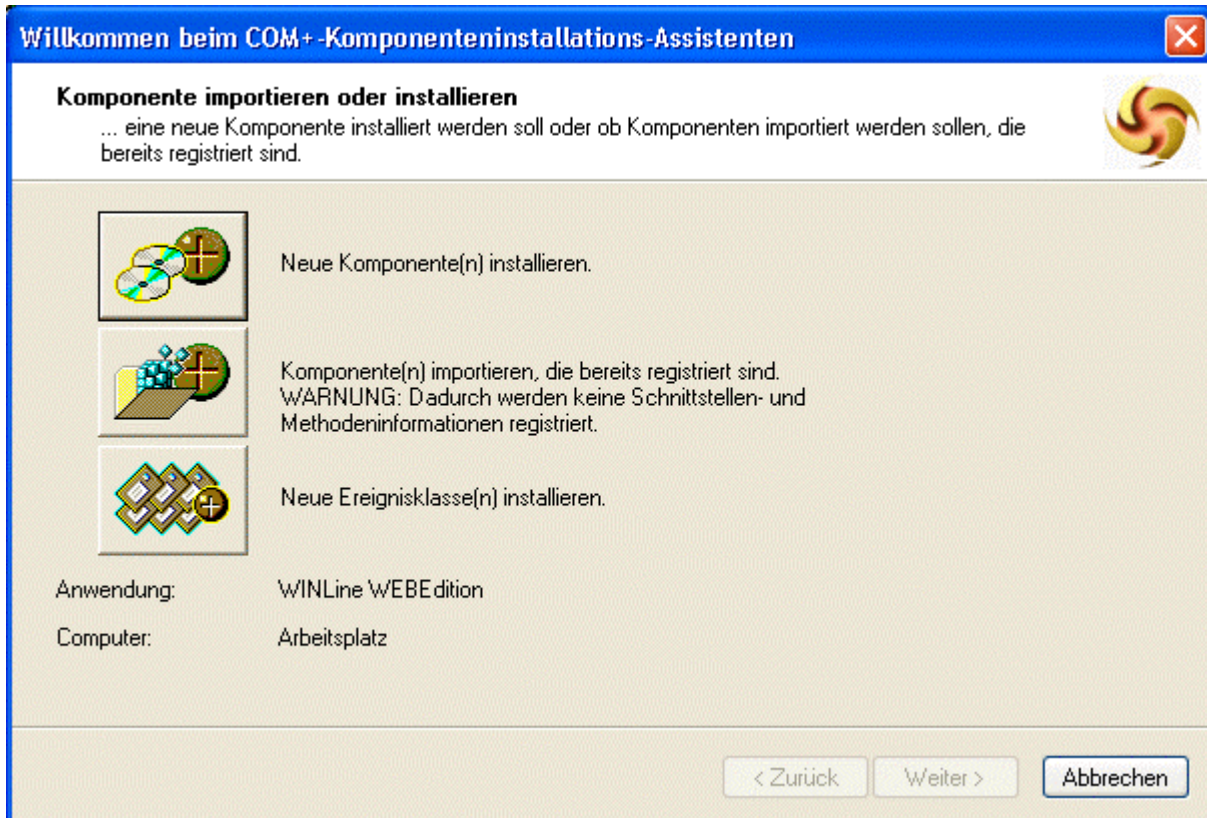 Willkommen beim COM+-Komponenteninstallations-Assistenten
Komponente importieren oder installieren
... eine neue Komponente installiert werden soll oder ob Komponenten importiert werden sollen, die
bereits registriert sind.
Neue Komponente(n) installieren.
Komponente(n) importieren, die bereits registriert sind.
WARNUNG: Dadurch werden keine Schnittstellen- und
Methodeninformationen registriert.
Neue Ereignisklasse(n) installieren.
Anwendung: WINLine WEBEdition
Computer: Arbeitsplatz
< Zurück Weiter > Abbrechen